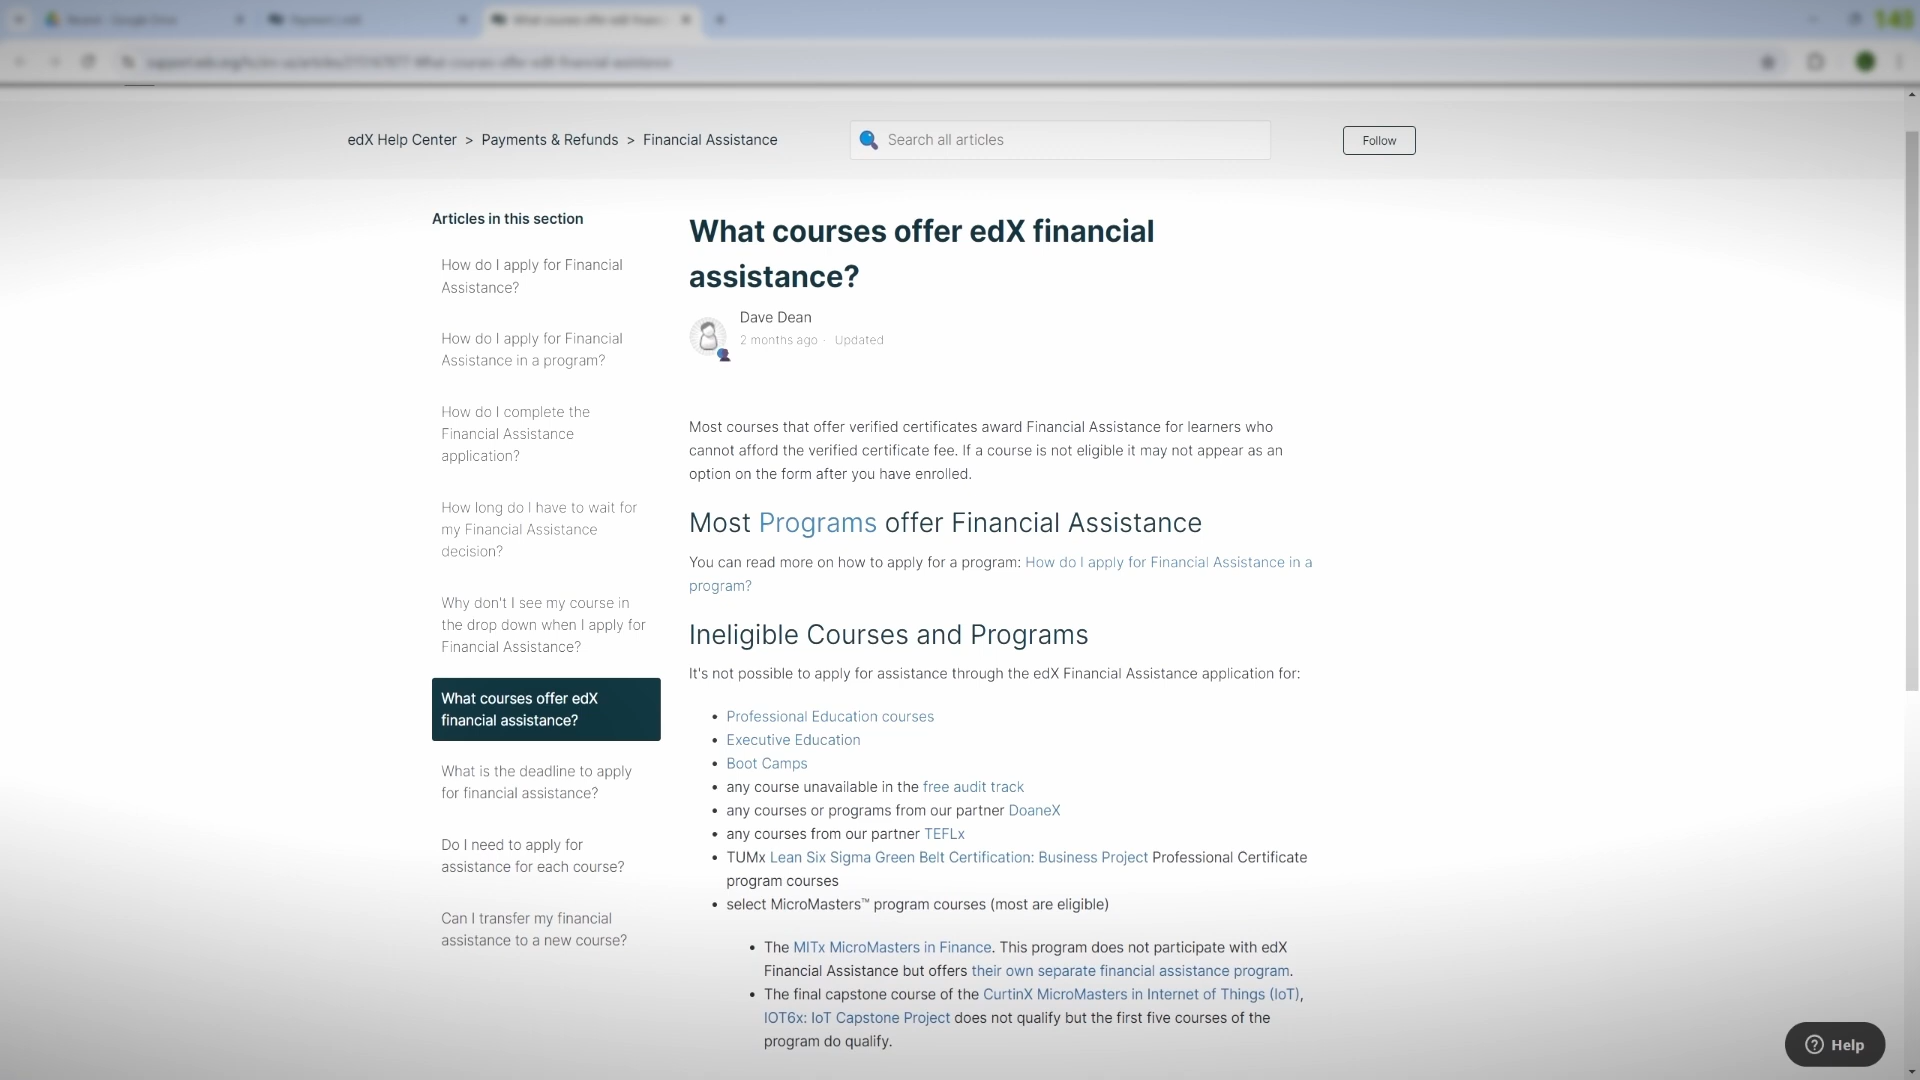 143
edX Help Center > Payments & Refunds > Financial Assistance
Search all articles
Follow
Articles in this section
How do I apply for Financial
Assistance?
How do I apply for Financial
Assistance in a program?
How do I complete the
Financial Assistance
application?
How long do I have to wait for
my Financial Assistance
decision?
Why don't I see my course in
the drop down when I apply for
Financial Assistance?
What courses offer edX
financial assistance?
What is the deadline to apply
for financial assistance?
Do I need to apply for
assistance for each course?
Can I transfer my financial
assistance to a new course?
What courses offer edX financial
assistance?
Dave Dean
2 months ago · Updated
Most courses that offer verified certificates award Financial Assistance for learners who
cannot afford the verified certificate fee. If a course is not eligible it may not appear as an
option on the form after you have enrolled.
Most Programs offer Financial Assistance
You can read more on how to apply for a program: How do I apply for Financial Assistance in a
program?
Ineligible Courses and Programs
It's not possible to apply for assistance through the edX Financial Assistance application for:
• Professional Education courses
• Executive Education
• Boot Camps
• any course unavailable in the free audit track
• any courses or programs from our partner DoaneX
• any courses from our partner TEFLx
• TUMx Lean Six Sigma Green Belt Certification: Business Project Professional Certificate
program courses
• select MicroMasters™ program courses (most are eligible)
• The MITx MicroMasters in Finance. This program does not participate with edX
Financial Assistance but offers their own separate financial assistance program.
• The final capstone course of the CurtinX MicroMasters in Internet of Things (IoT),
IOT6x: IoT Capstone Project does not qualify but the first five courses of the
program do qualify.
Help